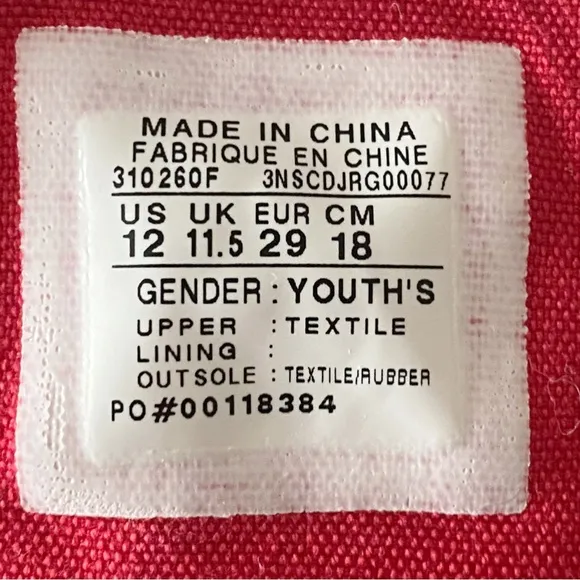 MADE IN CHINA
FABRIQUE EN CHINE
310260F 3NSCDJRG00077
US UK EUR CM
12 11.5 29 18
GENDER : YOUTH'S
UPPER : TEXTILE
LINING :
OUTSOLE : TEXTILE/RUBBER
PO#00118384